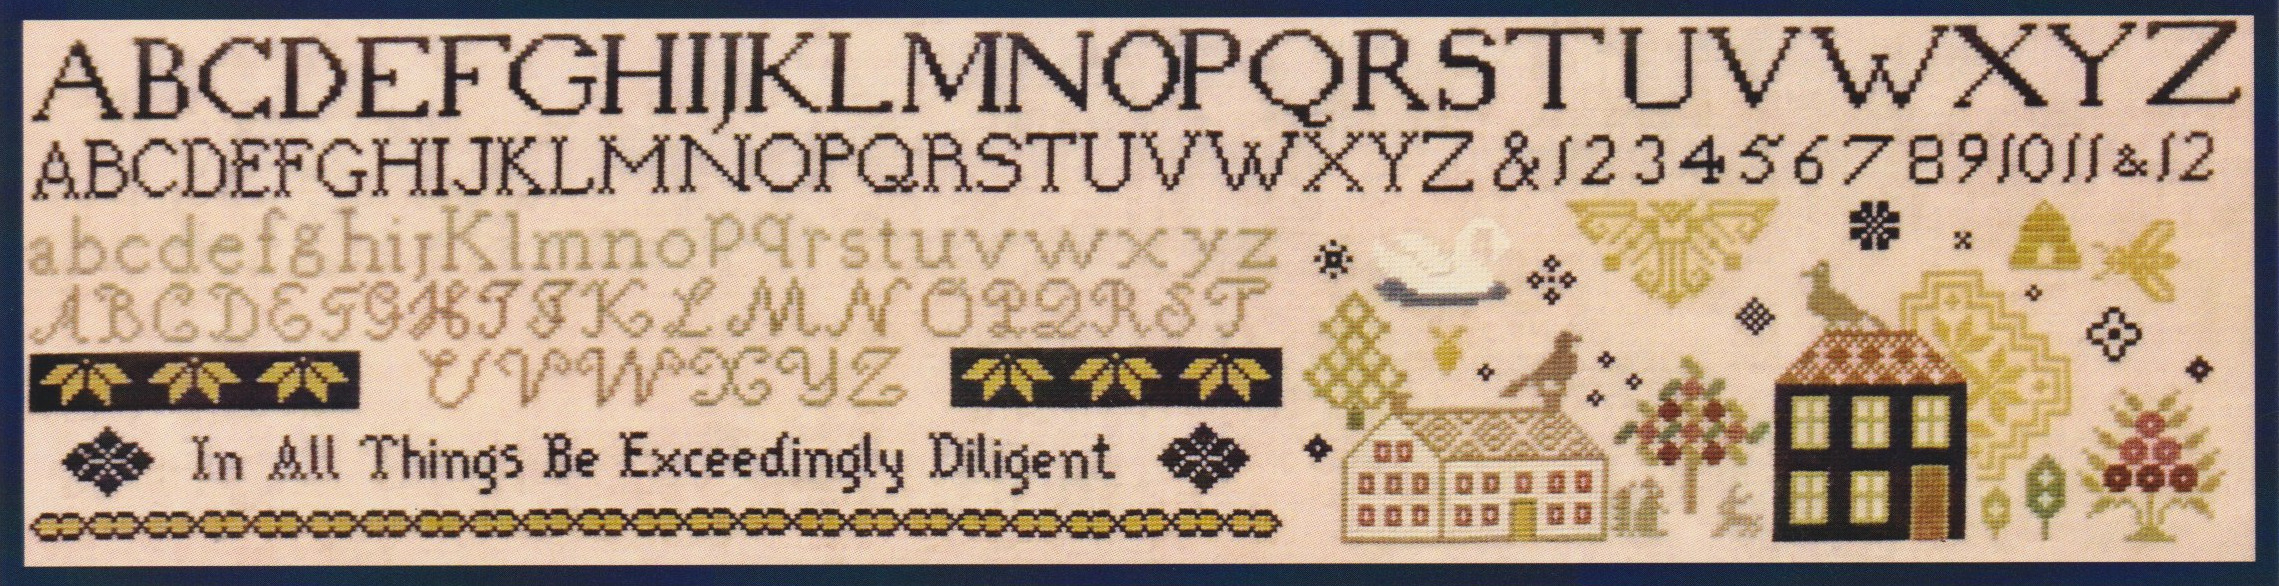 ABCDEFGHIJKLMNOPQRSTUVWXYZ
ABCDEFGHIJKLMNOPQRSTUVWXYZ & 1 2 3 4 5 6 7 8 9 10 11 & 12
abcdefghijKlmnopqrstuvwxyz
ABCDEFGHIJKLMNOPQRST
UVWXYZ
In All Things Be Exceedingly Diligent